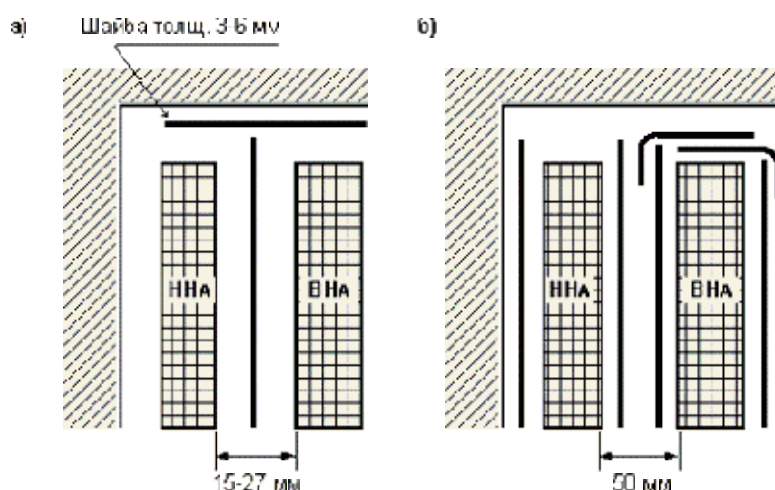 а) Шайба толщ. 3-6 мм
б)
ННА ВНА
ННА ВНА
15-27 мм
50 мм